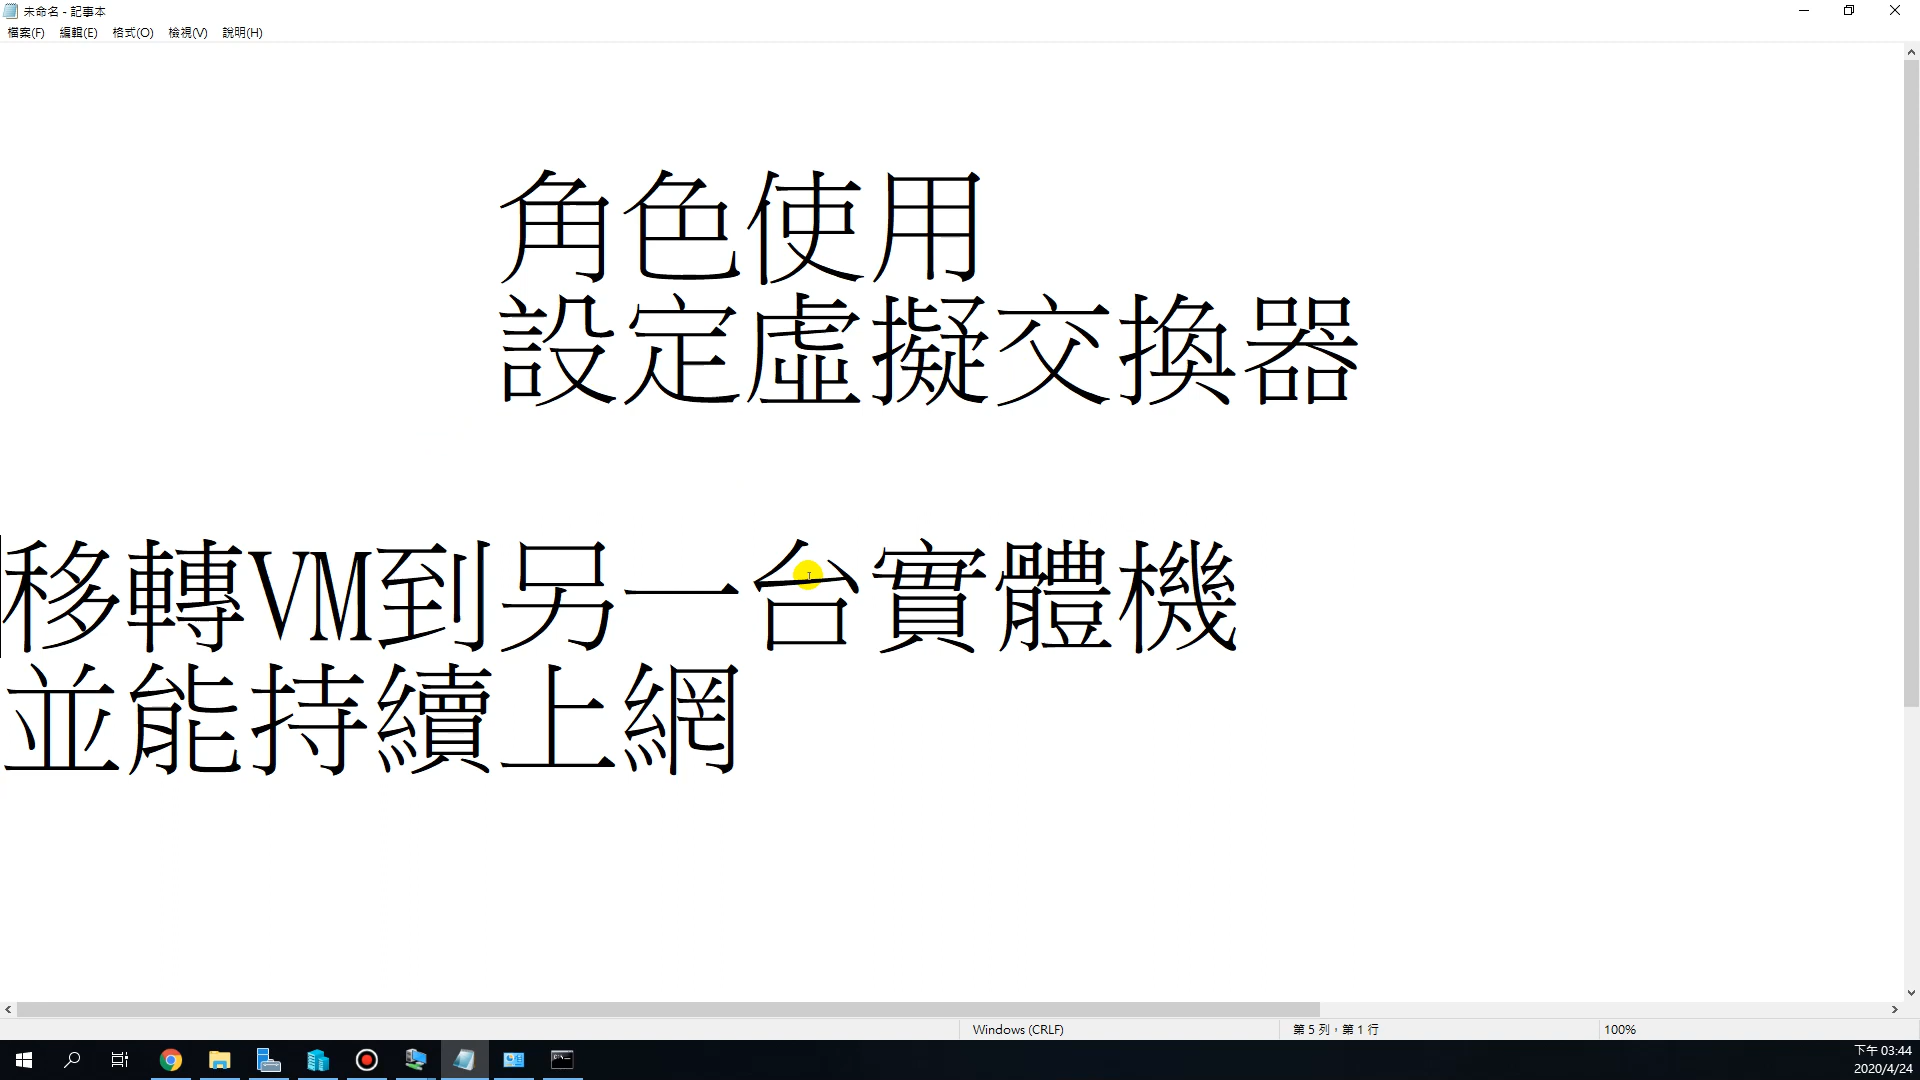 未命名 - 記事本
檔案(F) 編輯(E) 格式(O) 檢視(V) 說明(H)
角色使用
設定虛擬交換器
移轉VM到另一台實體機
並能持續上網
Windows (CRLF) 第 5 列，第 1 行 100%
下午 03:44
2020/4/24